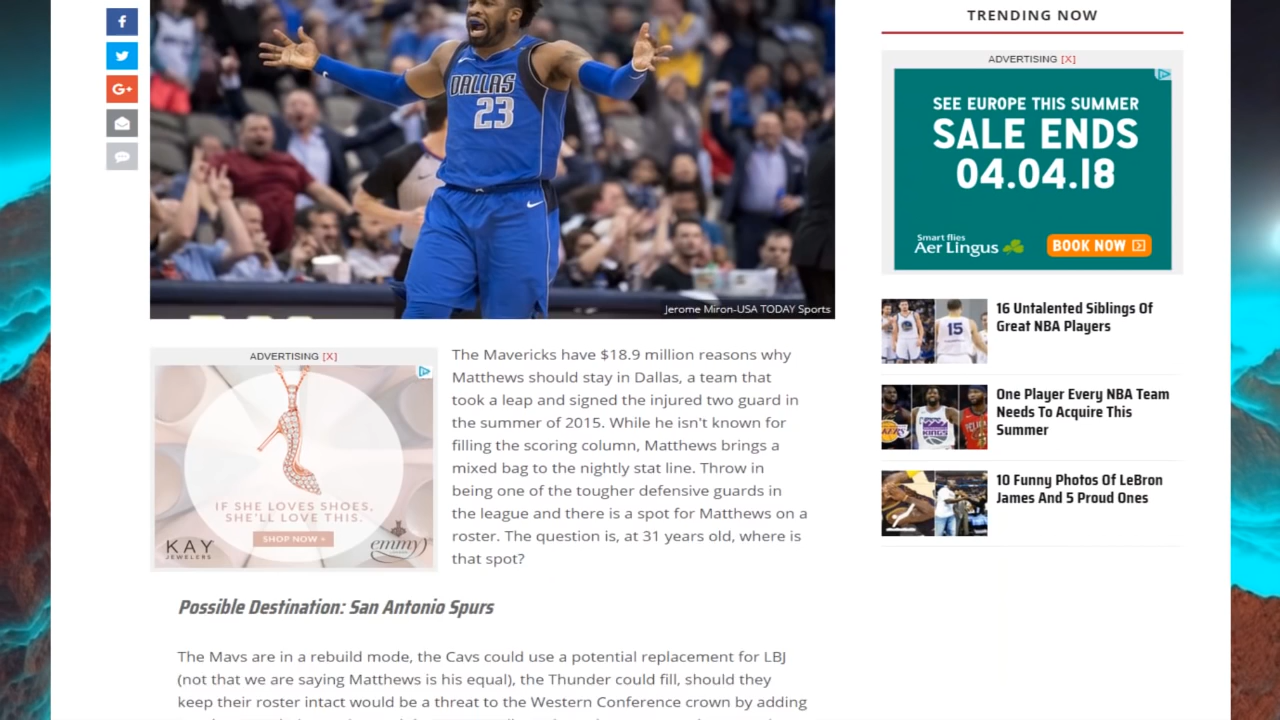 DALLAS
23
Jerome Miron-USA TODAY Sports
ADVERTISING [X]
IF SHE LOVES SHOES,
SHE'LL LOVE THIS.
SHOP NOW »
KAY
JEWELERS
emmy
The Mavericks have $18.9 million reasons why
Matthews should stay in Dallas, a team that
took a leap and signed the injured two guard in
the summer of 2015. While he isn't known for
filling the scoring column, Matthews brings a
mixed bag to the nightly stat line. Throw in
being one of the tougher defensive guards in
the league and there is a spot for Matthews on a
roster. The question is, at 31 years old, where is
that spot?
Possible Destination: San Antonio Spurs
The Mavs are in a rebuild mode, the Cavs could use a potential replacement for LBJ
(not that we are saying Matthews is his equal), the Thunder could fill, should they
keep their roster intact would be a threat to the Western Conference crown by adding
TRENDING NOW
ADVERTISING [X]
SEE EUROPE THIS SUMMER
SALE ENDS
04.04.18
Smart flies
Aer Lingus
BOOK NOW
15
16 Untalented Siblings Of
Great NBA Players
KINGS
One Player Every NBA Team
Needs To Acquire This
Summer
10 Funny Photos Of LeBron
James And 5 Proud Ones